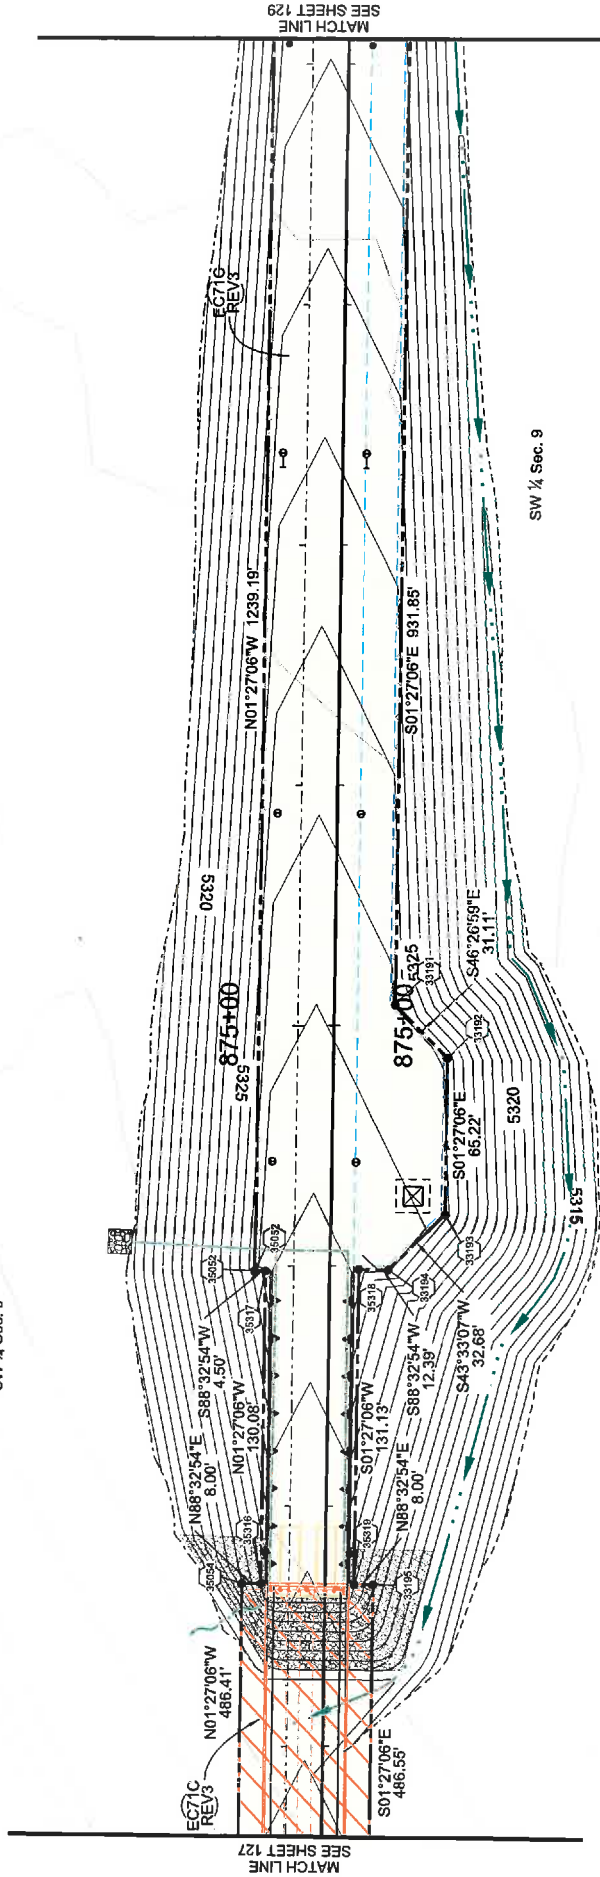 MATCH LINE
SEE SHEET 129
EC71C
REV3
SW ¼ Sec. 9
N01°27'06"W 1239.19'
S01°27'06"E 931.85'
5320
875+00
5325
875+00
5325
33191
S46°26'59"E
31.11'
33192
S01°27'06"E
65.22'
5320
5315
35052
35052
33193
35317
35318
33194
S88°32'54"W
4.50'
S88°32'54"W
12.39'
S43°33'07"W
32.68'
N01°27'06"W
130.08'
S01°27'06"W
131.13'
N88°32'54"E
8.00'
N88°32'54"E
8.00'
35316
35319
35054
33195
N01°27'06"W
486.41'
S01°27'06"E
486.55'
EC71C
REV3
MATCH LINE
SEE SHEET 127